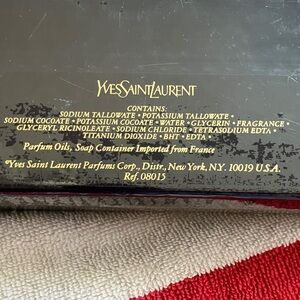 YVESSAINTLAURENT
CONTAINS:
SODIUM TALLOWATE • POTASSIUM TALLOWATE •
SODIUM COCOATE • POTASSIUM COCOATE • WATER • GLYCERIN • FRAGRANCE •
GLYCERYL RICINOLEATE • SODIUM CHLORIDE • TETRASODIUM EDTA •
TITANIUM DIOXIDE • BHT • EDTA •
Parfum Oils, Soap Container Imported from France
Yves Saint Laurent Parfums Corp., Distr., New York, N.Y. 10019 U.S.A.
Ref. 08015